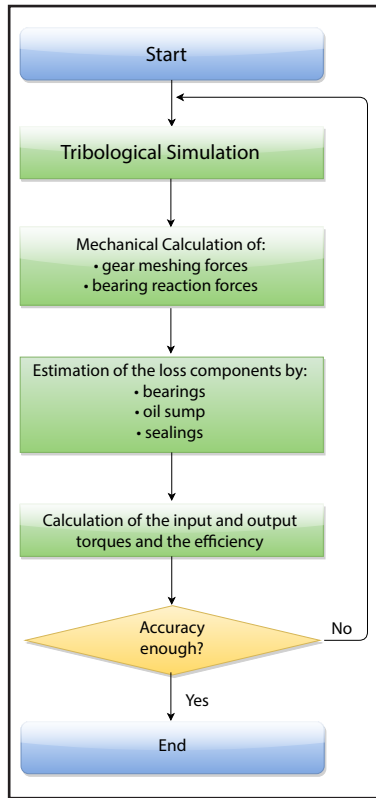 Start
Tribological Simulation
Mechanical Calculation of:
• gear meshing forces
• bearing reaction forces
Estimation of the loss components by:
• bearings
• oil sump
• sealings
Calculation of the input and output
torques and the efficiency
Accuracy
enough?
No
Yes
End